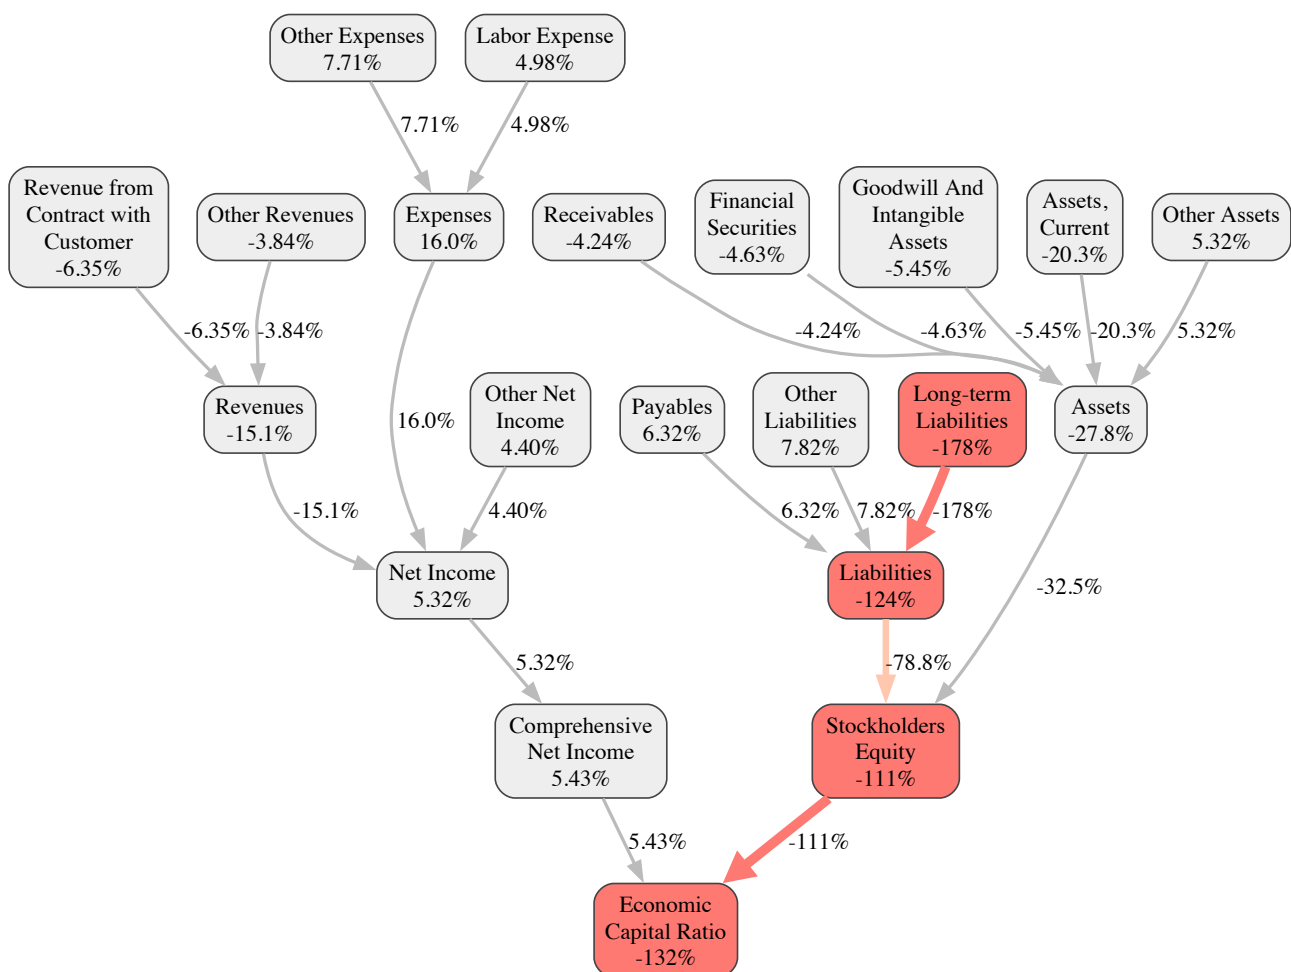 Other Expenses
7.71%
Labor Expense
4.98%
7.71%
4.98%
Revenue from
Contract with
Customer
-6.35%
Other Revenues
-3.84%
Expenses
16.0%
Receivables
-4.24%
Financial
Securities
-4.63%
Goodwill And
Intangible
Assets
-5.45%
Assets,
Current
-20.3%
Other Assets
5.32%
-6.35%
-3.84%
-4.24%
-4.63%
-5.45%
-20.3%
5.32%
Revenues
-15.1%
16.0%
Other Net
Income
4.40%
Payables
6.32%
Other
Liabilities
7.82%
Long-term
Liabilities
-178%
Assets
-27.8%
-15.1%
4.40%
6.32%
7.82%
-178%
Net Income
5.32%
Liabilities
-124%
-32.5%
5.32%
-78.8%
Comprehensive
Net Income
5.43%
Stockholders
Equity
-111%
5.43%
-111%
Economic
Capital Ratio
-132%